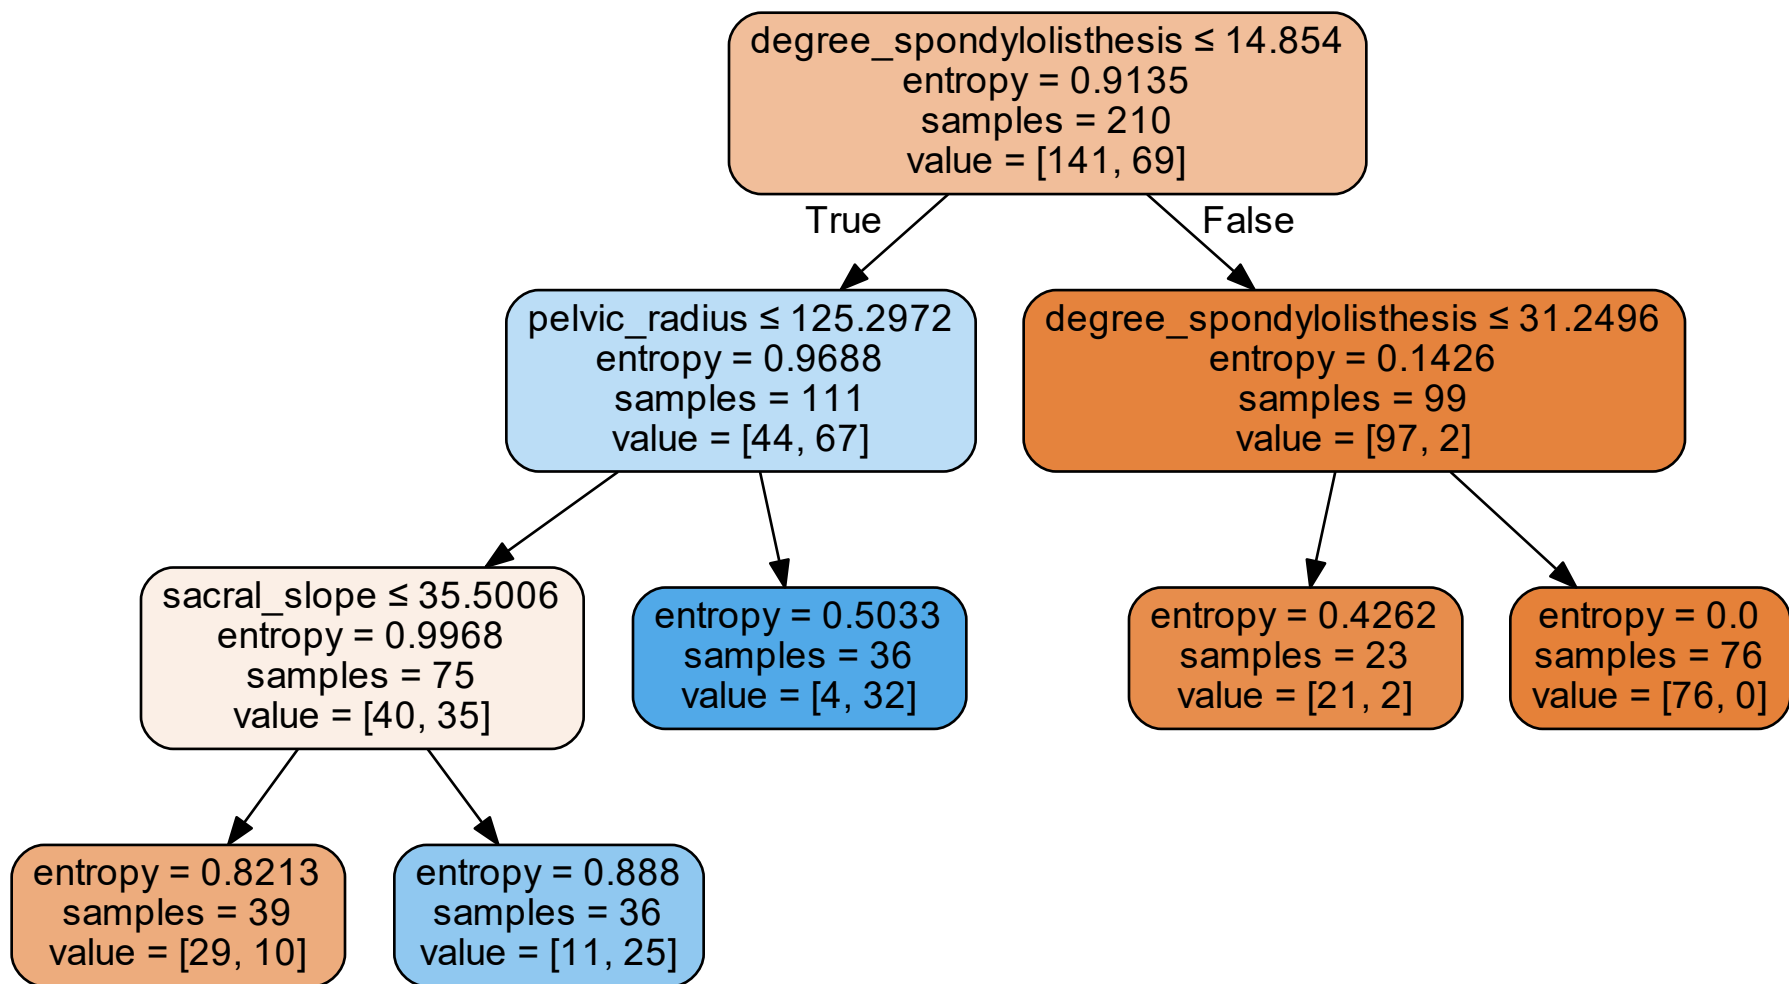 degree_spondylolisthesis ≤ 14.854
entropy = 0.9135
samples = 210
value = [141, 69]
True
False
pelvic_radius ≤ 125.2972
entropy = 0.9688
samples = 111
value = [44, 67]
degree_spondylolisthesis ≤ 31.2496
entropy = 0.1426
samples = 99
value = [97, 2]
sacral_slope ≤ 35.5006
entropy = 0.9968
samples = 75
value = [40, 35]
entropy = 0.5033
samples = 36
value = [4, 32]
entropy = 0.4262
samples = 23
value = [21, 2]
entropy = 0.0
samples = 76
value = [76, 0]
entropy = 0.8213
samples = 39
value = [29, 10]
entropy = 0.888
samples = 36
value = [11, 25]